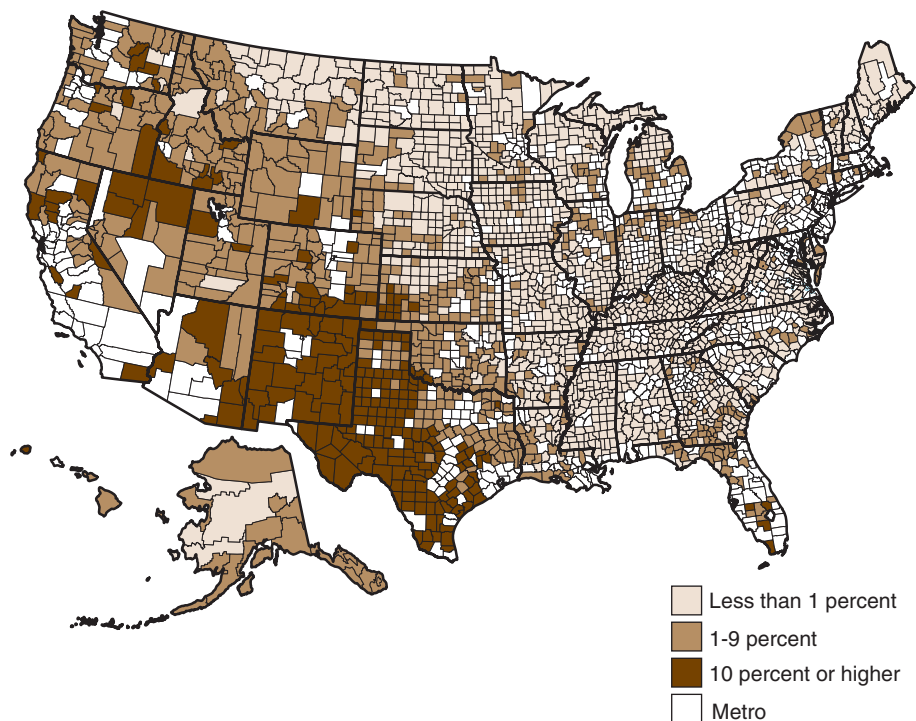 Less than 1 percent
1-9 percent
10 percent or higher
Metro